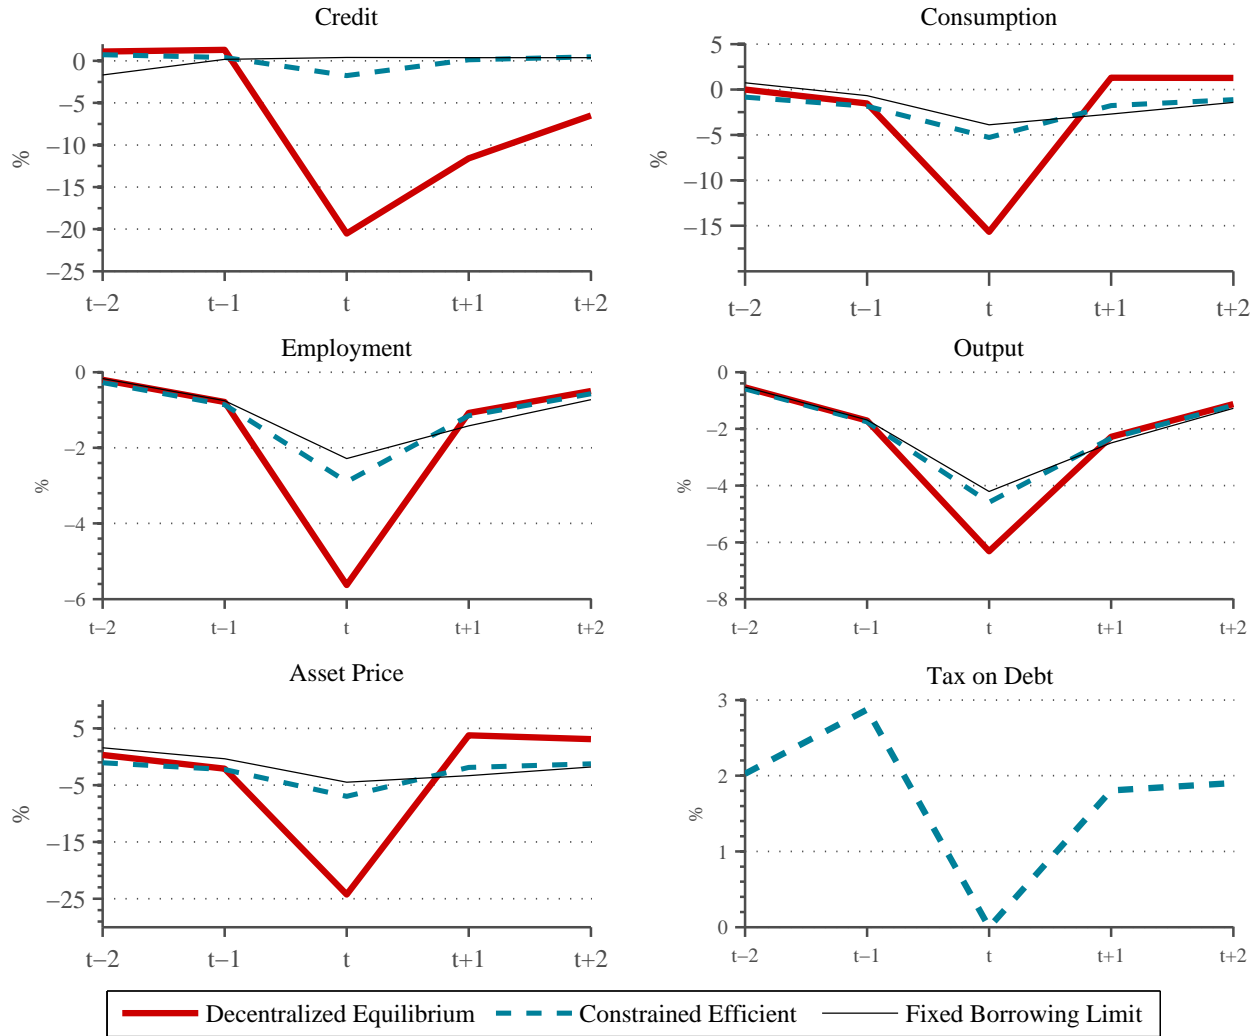 Credit
0
−5
−10
−15
−20
−25
%
t−2 t−1 t t+1 t+2
Consumption
5
0
−5
−10
−15
%
t−2 t−1 t t+1 t+2
Employment
0
−2
−4
−6
%
t−2 t−1 t t+1 t+2
Output
0
−2
−4
−6
−8
%
t−2 t−1 t t+1 t+2
Asset Price
5
−5
−15
−25
%
t−2 t−1 t t+1 t+2
Tax on Debt
3
2
1
0
%
t−2 t−1 t t+1 t+2
Decentralized Equilibrium Constrained Efficient Fixed Borrowing Limit